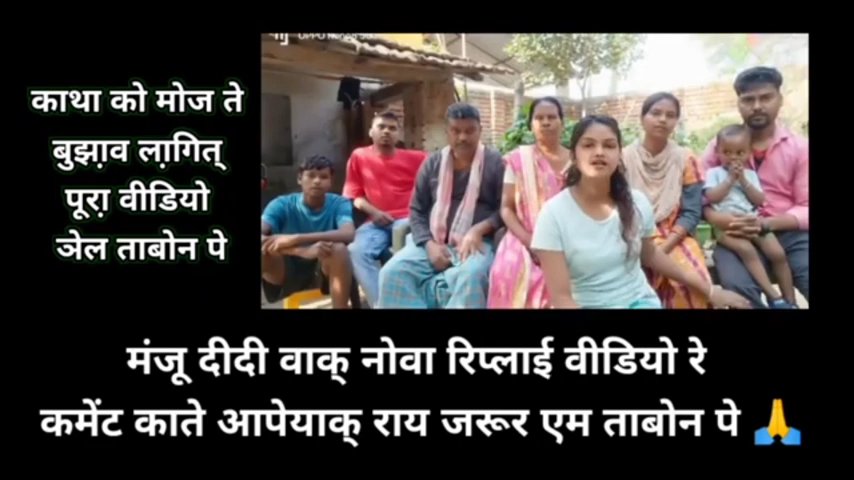 काथा को मोज ते
बुझा़व ला़गित्
पूरा़ वीडियो
ञेल ताबोन पे
मंजू दीदी वाक् नोवा रिप्लाई वीडियो रे
कमेंट काते आपेयाक् राय जरूर एम ताबोन पे 🙏